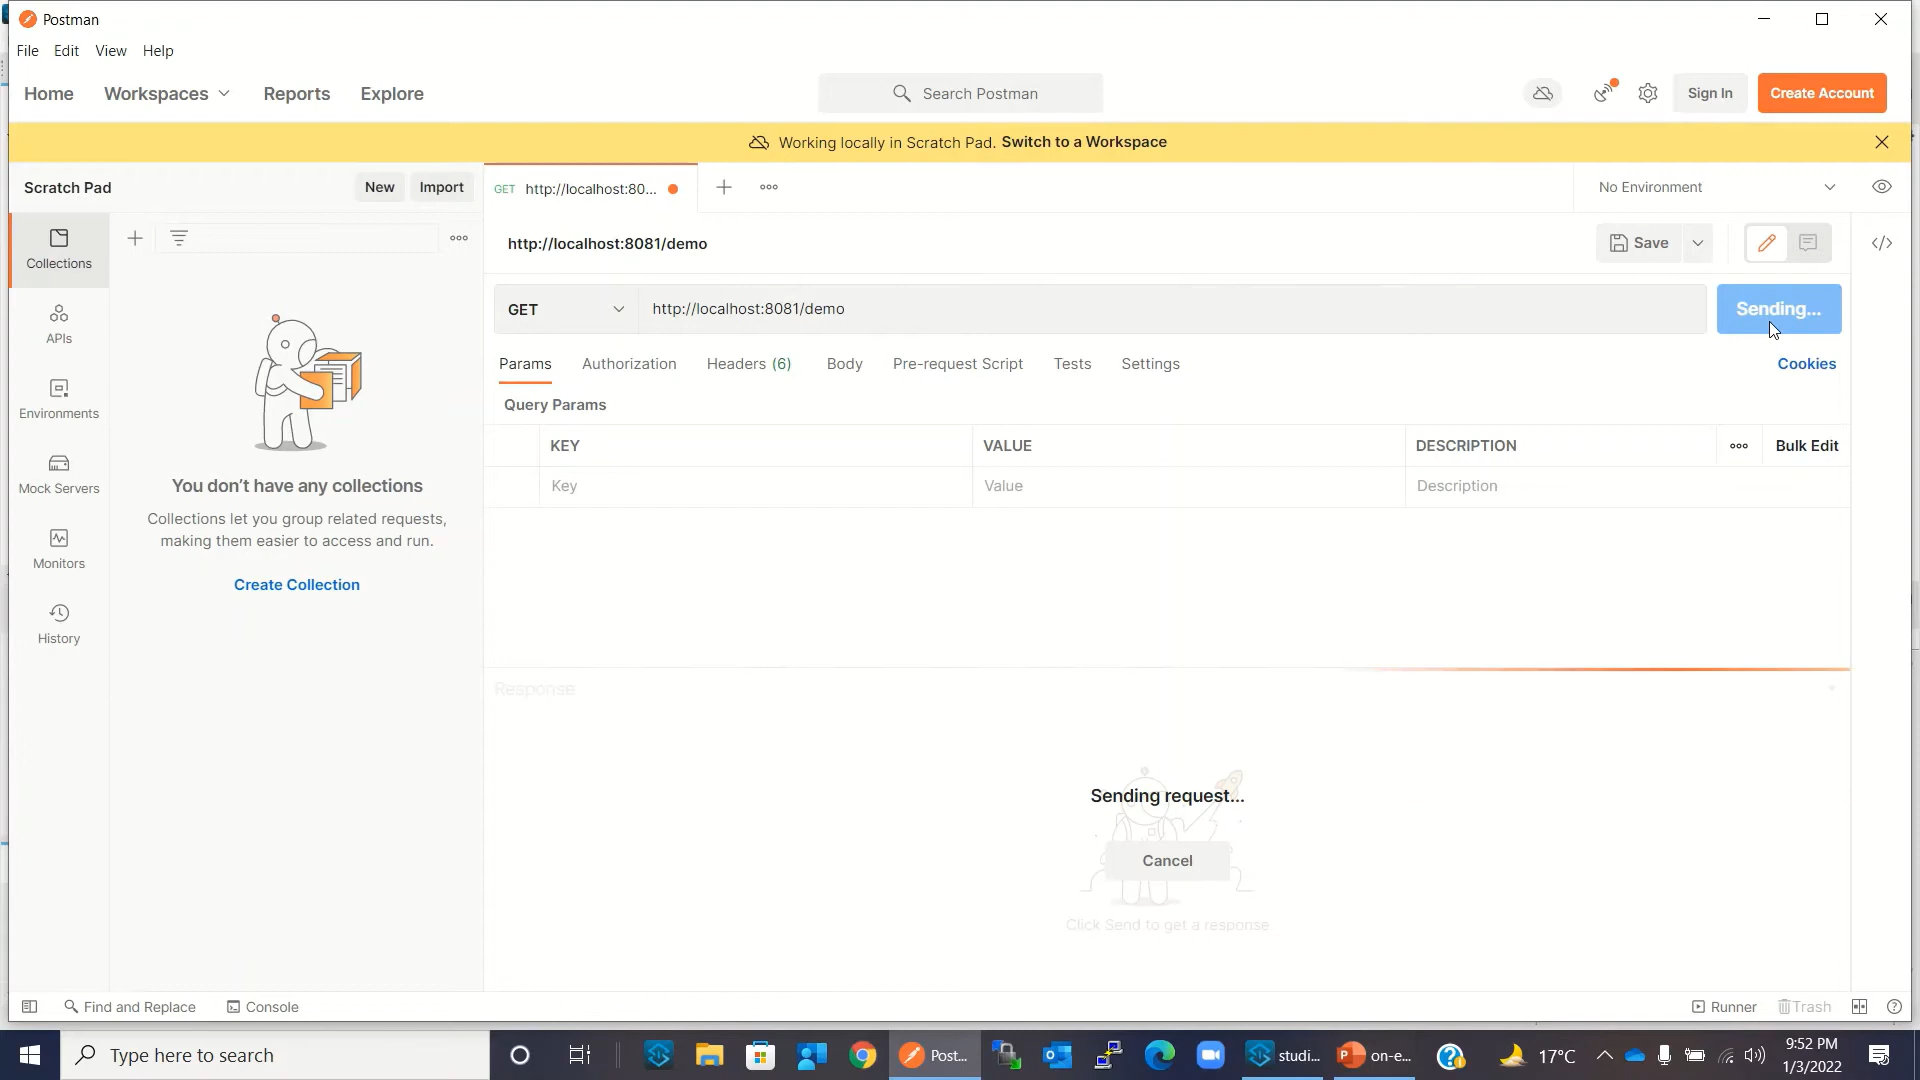 Postman
File Edit View Help
Home Workspaces Reports Explore
Search Postman
Sign In
Create Account
Working locally in Scratch Pad. Switch to a Workspace
Scratch Pad
New
Import
GET http://localhost:80...
No Environment
Collections
APIs
Environments
Mock Servers
Monitors
History
You don't have any collections
Collections let you group related requests,
making them easier to access and run.
Create Collection
http://localhost:8081/demo
Save
GET
http://localhost:8081/demo
Sending...
Params Authorization Headers (6) Body Pre-request Script Tests Settings
Cookies
Query Params
KEY VALUE DESCRIPTION Bulk Edit
Key Value Description
Response
Sending request...
Cancel
Click Send to get a response
Find and Replace Console
Runner Trash
Type here to search
Post...
studi...
on-e...
17°C
9:52 PM
1/3/2022